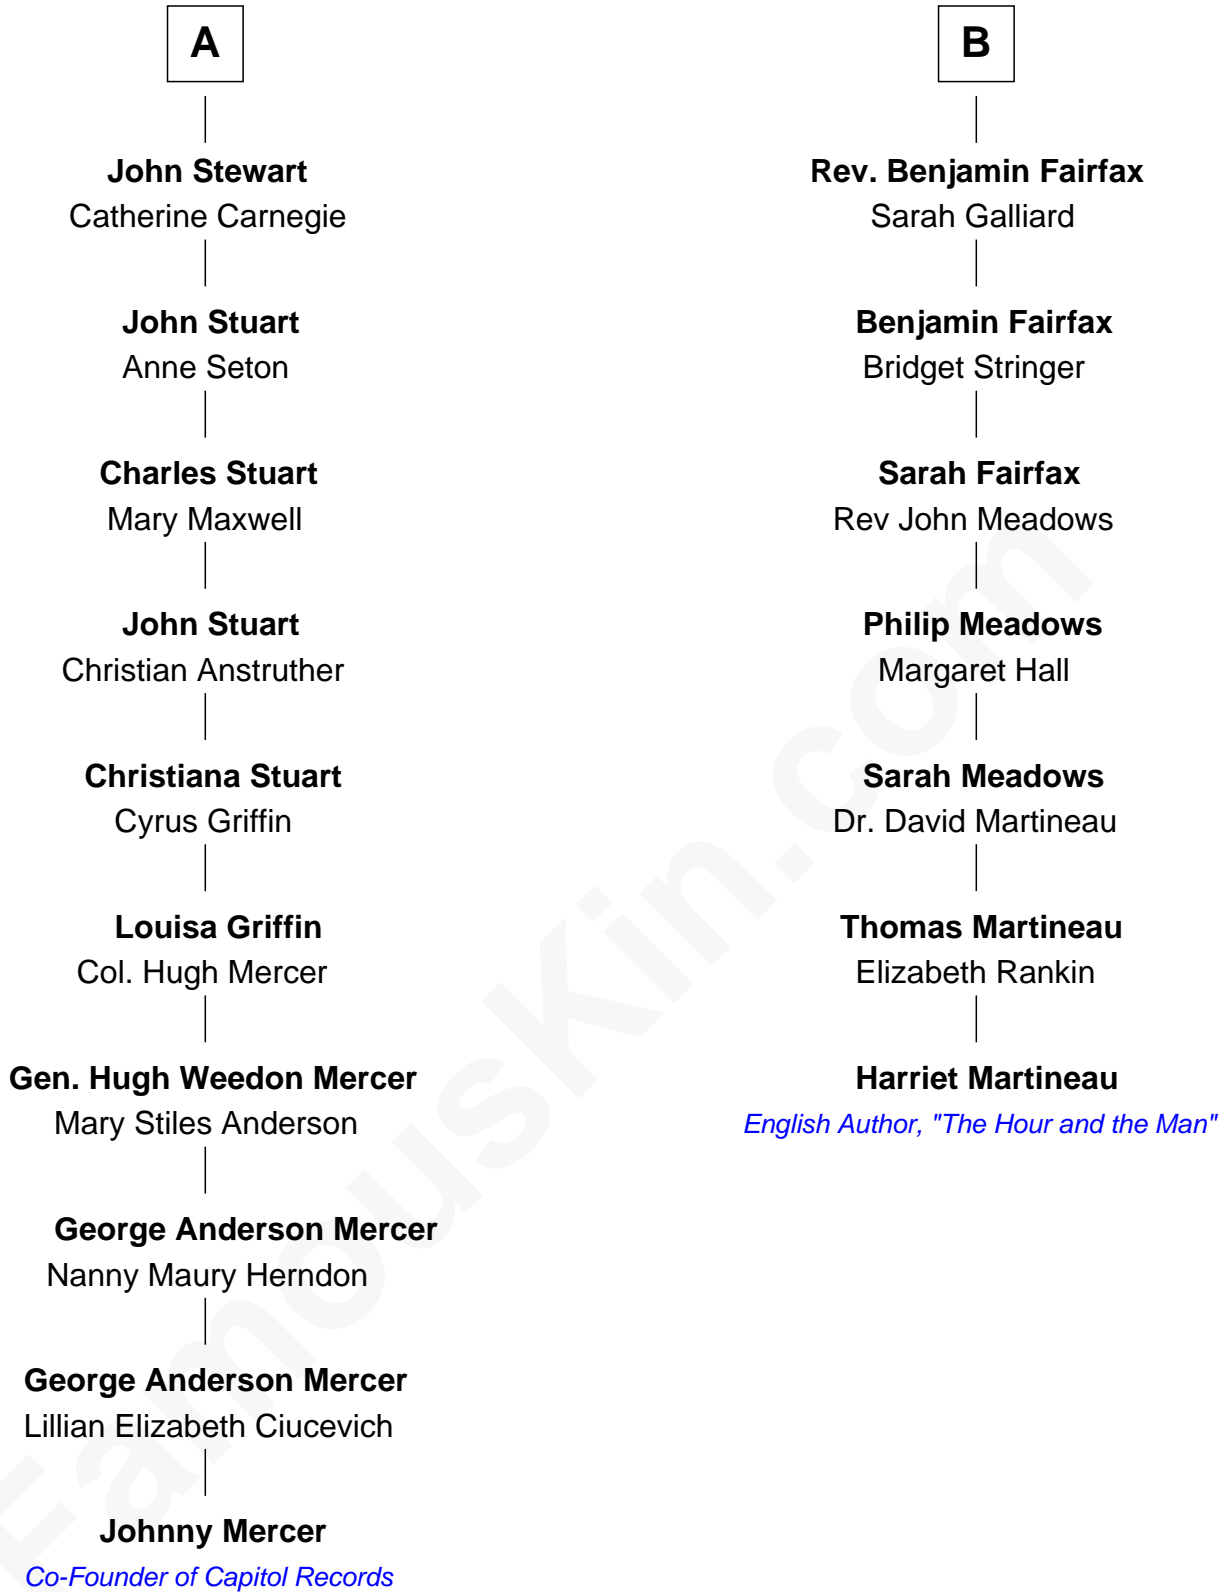 A
John Stewart
Catherine Carnegie
John Stuart
Anne Seton
Charles Stuart
Mary Maxwell
John Stuart
Christian Anstruther
Christiana Stuart
Cyrus Griffin
Louisa Griffin
Col. Hugh Mercer
Gen. Hugh Weedon Mercer
Mary Stiles Anderson
George Anderson Mercer
Nanny Maury Herndon
George Anderson Mercer
Lillian Elizabeth Ciucevich
Johnny Mercer
Co-Founder of Capitol Records
B
Rev. Benjamin Fairfax
Sarah Galliard
Benjamin Fairfax
Bridget Stringer
Sarah Fairfax
Rev John Meadows
Philip Meadows
Margaret Hall
Sarah Meadows
Dr. David Martineau
Thomas Martineau
Elizabeth Rankin
Harriet Martineau
English Author, "The Hour and the Man"
FamousKin.com